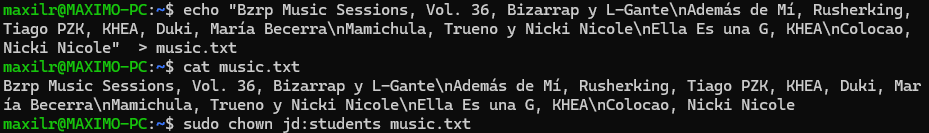 maxilr@MAXIMO-PC:~$ echo "Bzrp Music Sessions, Vol. 36, Bizarrap y L-Gante\nAdemás de Mí, Rusherking,
Tiago PZK, KHEA, Duki, María Becerra\nMamichula, Trueno y Nicki Nicole\nElla Es una G, KHEA\nColocao,
Nicki Nicole"  > music.txt
maxilr@MAXIMO-PC:~$ cat music.txt
Bzrp Music Sessions, Vol. 36, Bizarrap y L-Gante\nAdemás de Mí, Rusherking, Tiago PZK, KHEA, Duki, Mar
ía Becerra\nMamichula, Trueno y Nicki Nicole\nElla Es una G, KHEA\nColocao, Nicki Nicole
maxilr@MAXIMO-PC:~$ sudo chown jd:students music.txt